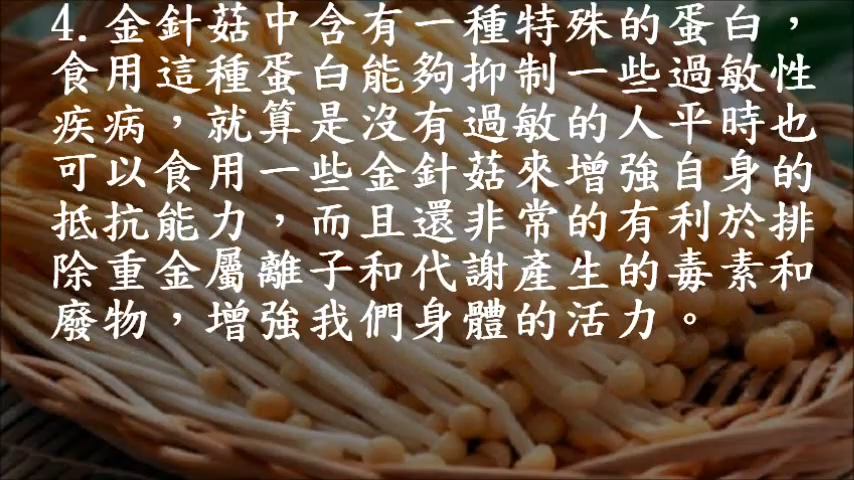 4.金針菇中含有一種特殊的蛋白，
食用這種蛋白能夠抑制一些過敏性
疾病，就算是沒有過敏的人平時也
可以食用一些金針菇來增強自身的
抵抗能力，而且還非常的有利於排
除重金屬離子和代謝產生的毒素和
廢物，增強我們身體的活力。